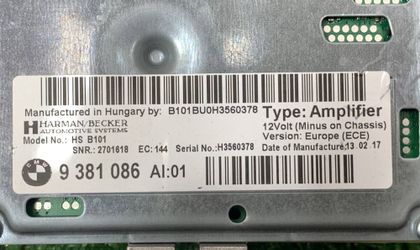 Manufactured in Hungary by: B101BU0H3560378
HARMAN/BECKER
AUTOMOTIVE SYSTEMS
Type: Amplifier
12Volt (Minus on Chassis)
Model No.: HS B101
Version: Europe (ECE)
SNR.: 2701618 EC: 144 Serial No.:H3560378 Date of Manufacture:13 02 17
BMW 9 381 086 AI:01